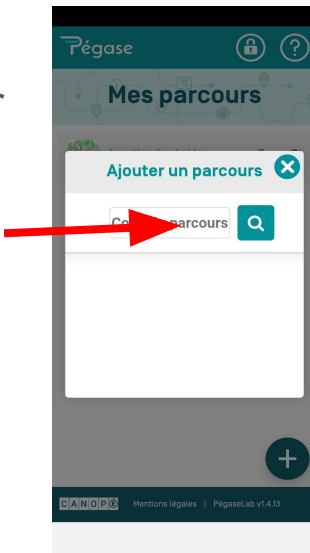 Pégase
?
Mes parcours
Ajouter un parcours
parcours
+
CANOPÉ Mentions légales | PégaseLab v1.4.13